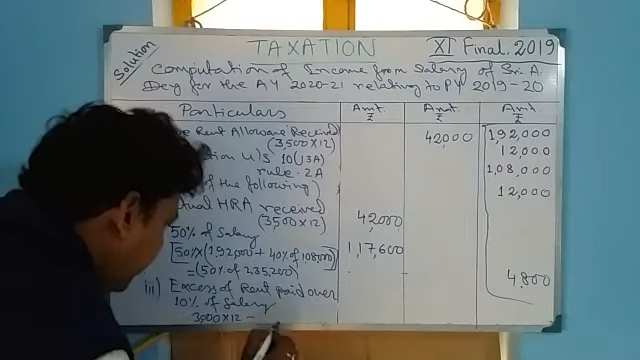 Solution
TAXATION
XI Final. 2019
Computation of Income from Salary of Sri. A.
Dey for the AY 2020-21 relating to PY 2019-20
Particulars Amt. ₹ Amt. ₹ Amt. ₹
Rent Allowance Received 42,000 1,92,000
(3,500×12) 12,000
u/s 10(13A) 1,08,000
rule-2A 12,000
of the following)
HRA received 42,000
(3,500×12)
50% of Salary
[50%×(1,92,000 + 40% of 108000)] 1,17,600
=(50% of 2,35,200) 4,800
iii) Excess of Rent paid over
10% of Salary
3,000×12 -